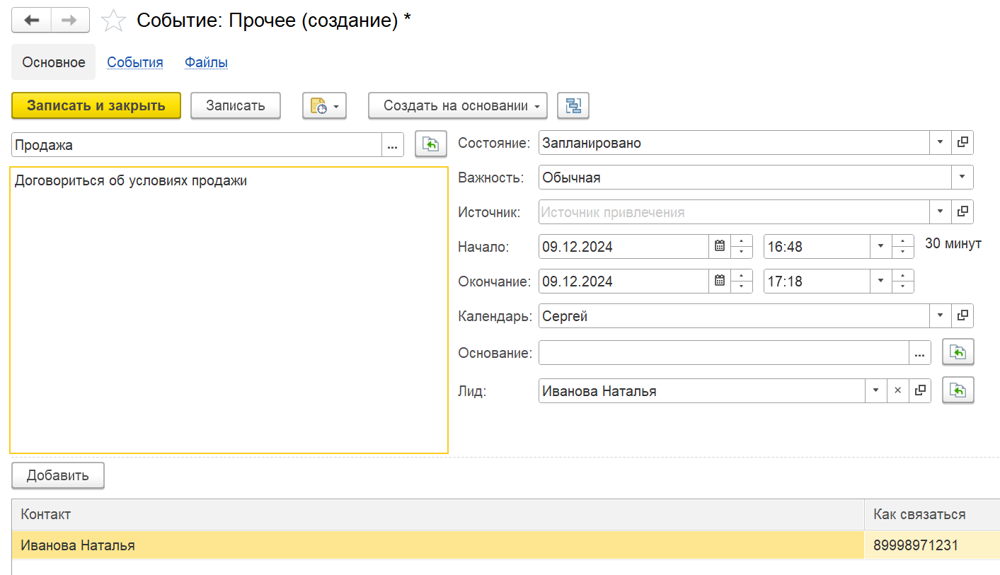 Событие: Прочее (создание) *
Основное События Файлы
Записать и закрыть Записать Создать на основании
Продажа ...
Договориться об условиях продажи
Состояние: Запланировано
Важность: Обычная
Источник: Источник привлечения
Начало: 09.12.2024 16:48 30 минут
Окончание: 09.12.2024 17:18
Календарь: Сергей
Основание: ...
Лид: Иванова Наталья
Добавить
Контакт Как связаться
Иванова Наталья 89998971231